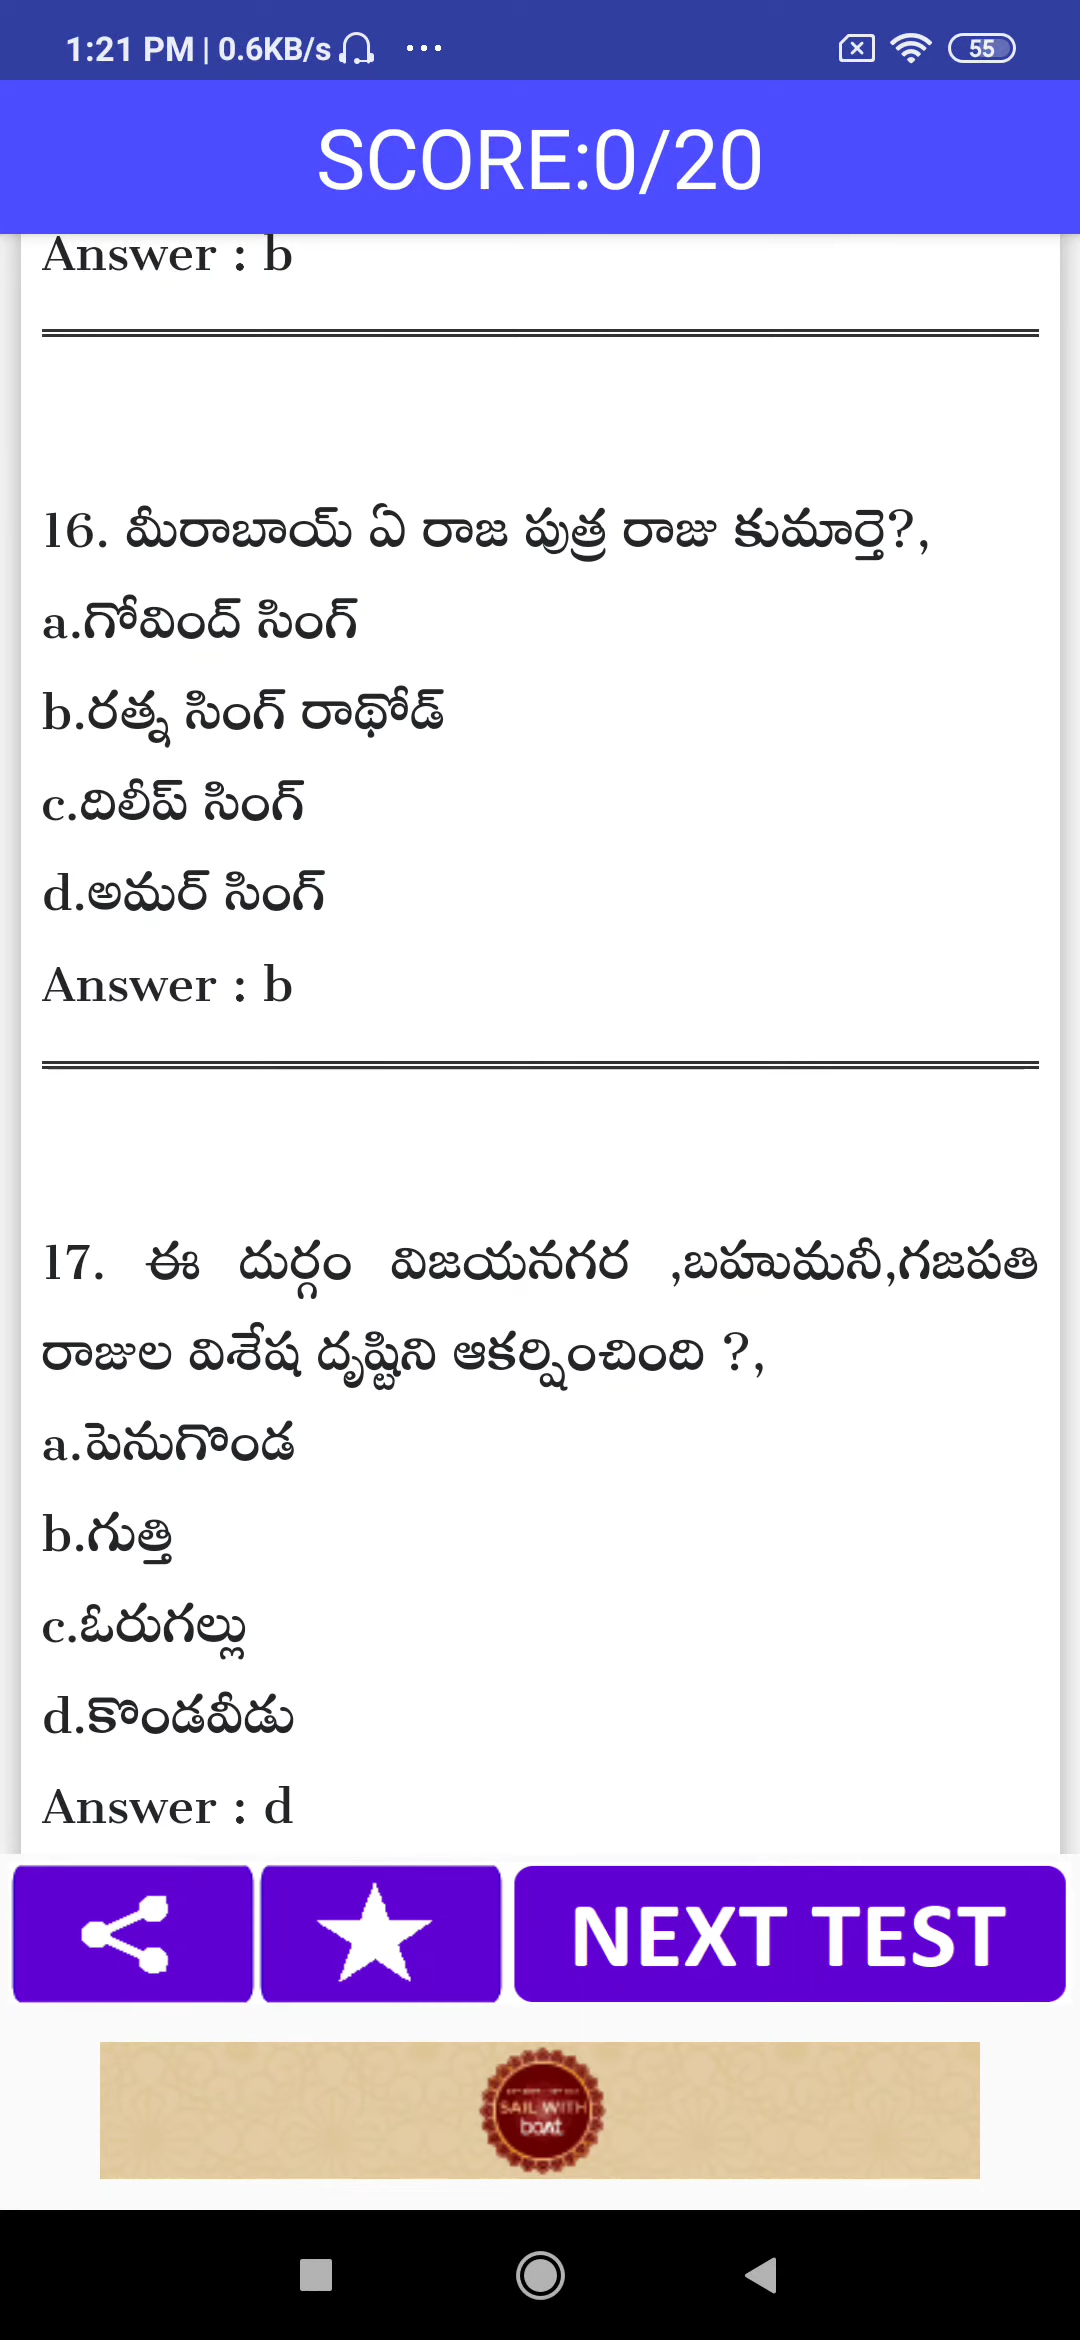 1:21 PM | 0.6KB/s ... 55
SCORE:0/20
Answer : b
16. మీరాబాయ్ ఏ రాజ పుత్ర రాజు కుమార్తె?,
a.గోవింద్ సింగ్
b.రత్న సింగ్ రాథోడ్
c.దిలీప్ సింగ్
d.అమర్ సింగ్
Answer : b
17. ఈ దుర్గం విజయనగర ,బహుమనీ,గజపతి
రాజుల విశేష దృష్టిని ఆకర్షించింది ?,
a.పెనుగొండ
b.గుత్తి
c.ఓరుగల్లు
d.కొండవీడు
Answer : d
NEXT TEST
SAIL WITH
boAt